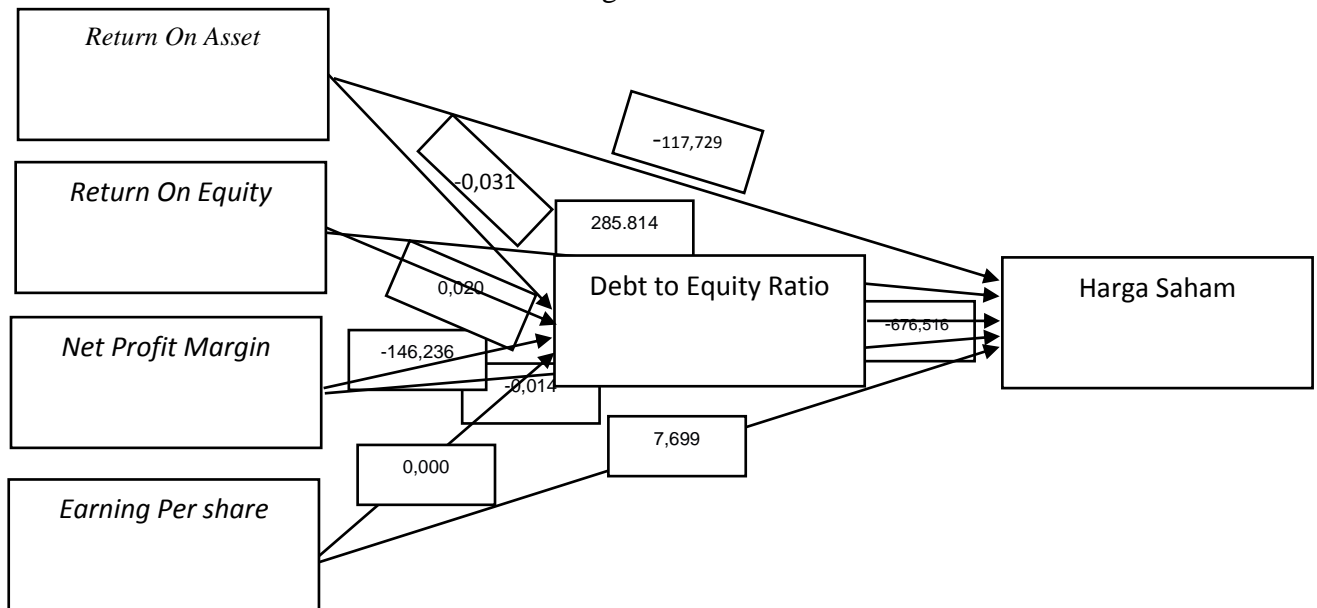 Return On Asset
-117,729
-0,031
Return On Equity
285.814
0,020
Debt to Equity Ratio
Harga Saham
Net Profit Margin
-146,236
-676,516
-0,014
7,699
0,000
Earning Per share